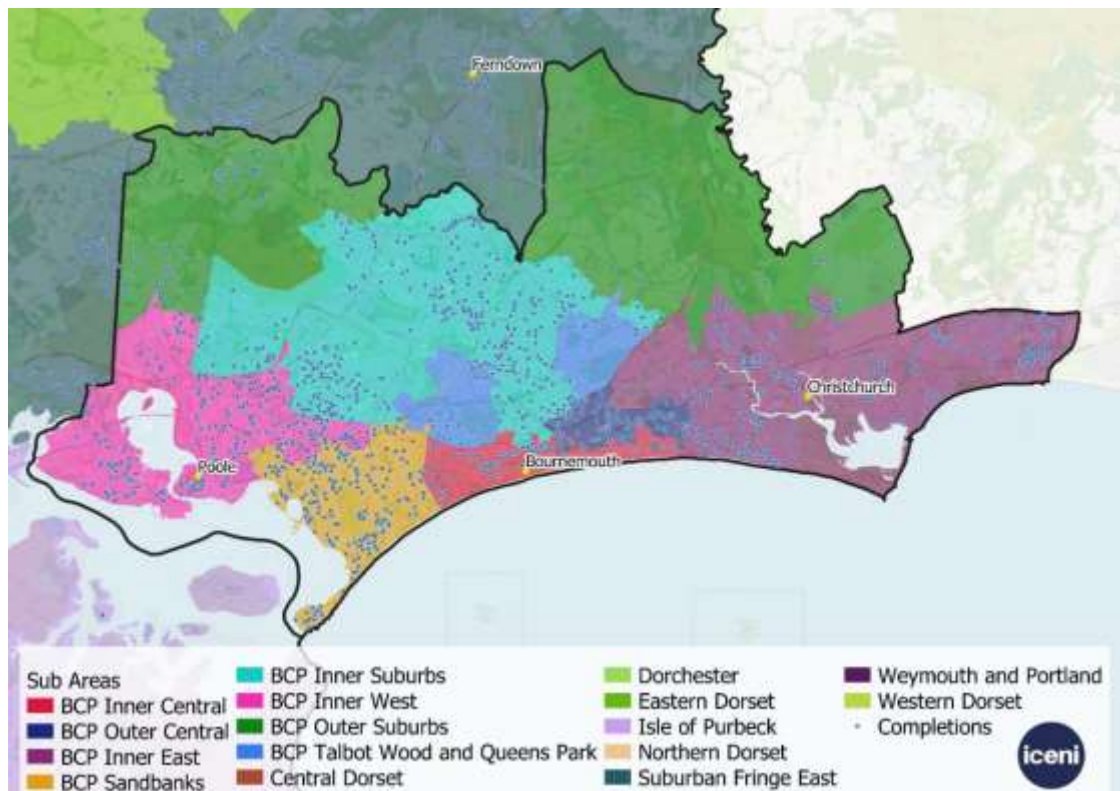 Ferndown
Christchurch
Bournemouth
Poole
Sub Areas
BCP Inner Central
BCP Outer Central
BCP Inner East
BCP Sandbanks
BCP Inner Suburbs
BCP Inner West
BCP Outer Suburbs
BCP Talbot Wood and Queens Park
Central Dorset
Dorchester
Eastern Dorset
Isle of Purbeck
Northern Dorset
Suburban Fringe East
Weymouth and Portland
Western Dorset
Completions
iceni